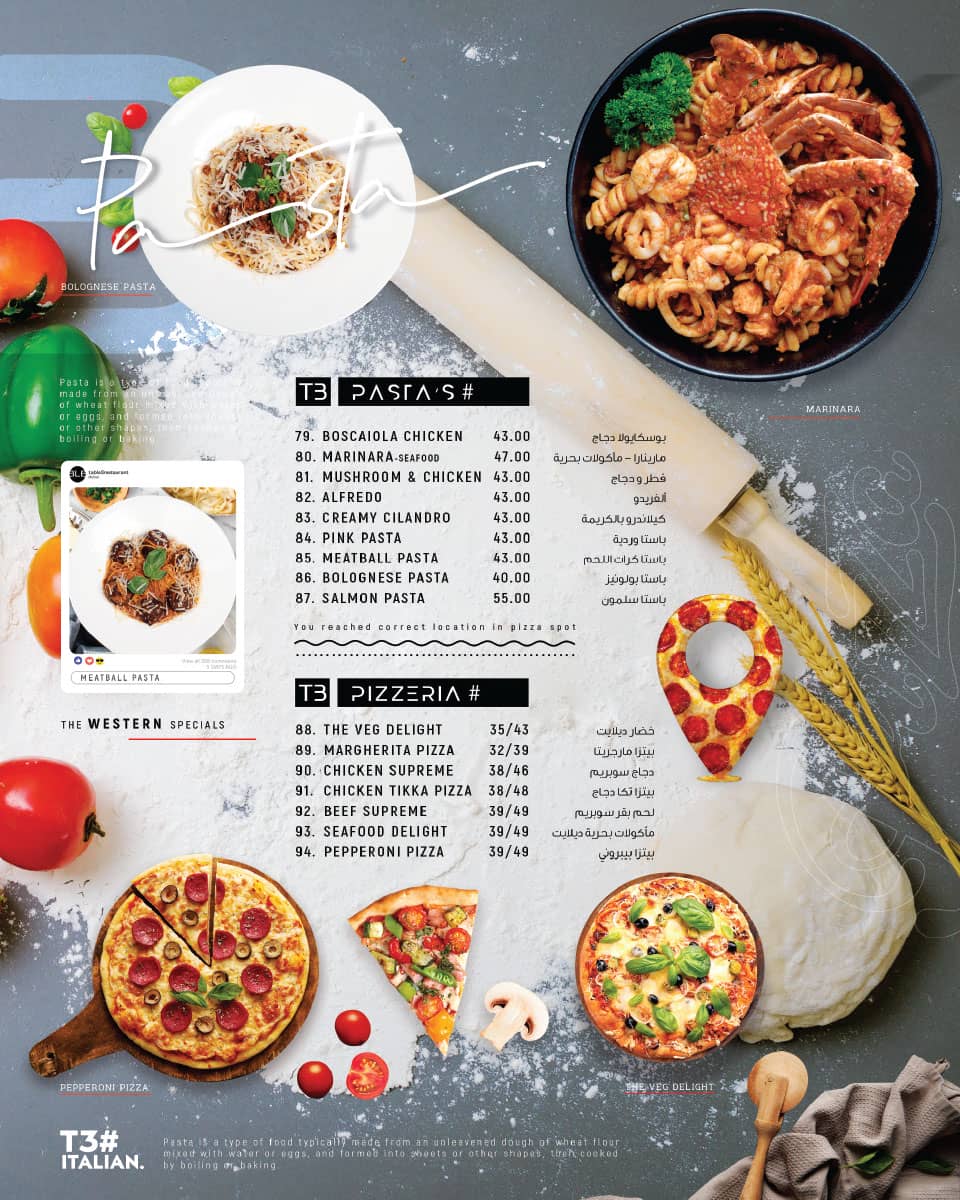 Pasta
BOLOGNESE PASTA
MARINARA
Pasta is a type of
made from an
of wheat flour mixed with water
or eggs, and formed into
or other shapes, then
boiling or baking
T3 PASTA'S #
79. BOSCAIOLA CHICKEN 43.00 بوسكايولا دجاج
80. MARINARA-SEAFOOD 47.00 مارينارا - مأكولات بحرية
81. MUSHROOM & CHICKEN 43.00 فطر و دجاج
82. ALFREDO 43.00 ألفريدو
83. CREAMY CILANDRO 43.00 كيلاندرو بالكريمة
84. PINK PASTA 43.00 باستا وردية
85. MEATBALL PASTA 43.00 باستا كرات اللحم
86. BOLOGNESE PASTA 40.00 باستا بولونيز
87. SALMON PASTA 55.00 باستا سلمون
table3restaurant
MEATBALL PASTA
THE WESTERN SPECIALS
You reached correct location in pizza spot
T3 PIZZERIA #
88. THE VEG DELIGHT 35/43 خضار ديلايت
89. MARGHERITA PIZZA 32/39 بيتزا مارجريتا
90. CHICKEN SUPREME 38/46 دجاج سوبريم
91. CHICKEN TIKKA PIZZA 38/48 بيتزا تكا دجاج
92. BEEF SUPREME 39/49 لحم بقر سوبريم
93. SEAFOOD DELIGHT 39/49 مأكولات بحرية ديلايت
94. PEPPERONI PIZZA 39/49 بيتزا بيبروني
PEPPERONI PIZZA
THE VEG DELIGHT
T3#
ITALIAN.
Pasta is a type of food typically made from an unleavened dough of wheat flour
mixed with water or eggs, and formed into sheets or other shapes, then cooked
by boiling or baking.